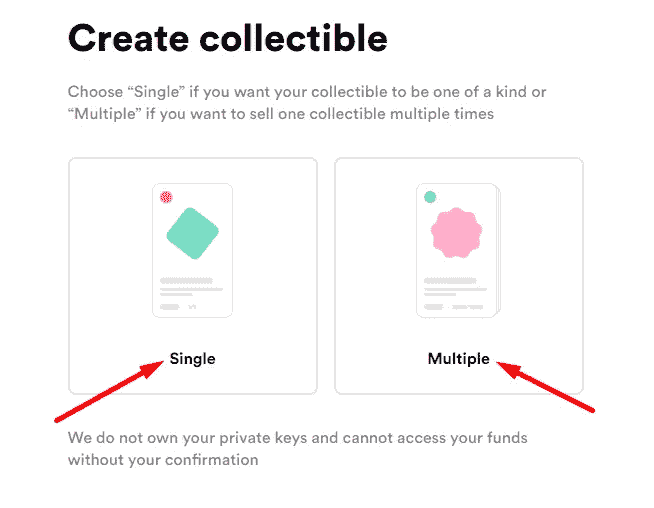 Create collectible
Choose “Single” if you want your collectible to be one of a kind or
“Multiple” if you want to sell one collectible multiple times
Single
Multiple
We do not own your private keys and cannot access your funds
without your confirmation